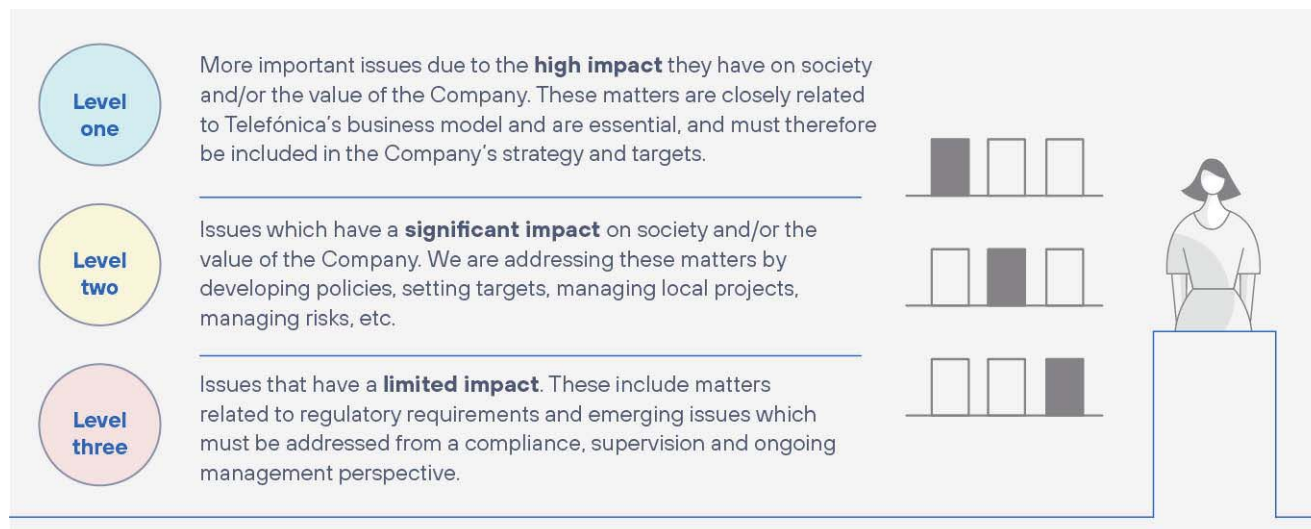 Level
one
More important issues due to the high impact they have on society
and/or the value of the Company. These matters are closely related
to Telefónica's business model and are essential, and must therefore
be included in the Company's strategy and targets.
Level
two
Issues which have a significant impact on society and/or the
value of the Company. We are addressing these matters by
developing policies, setting targets, managing local projects,
managing risks, etc.
Level
three
Issues that have a limited impact. These include matters
related to regulatory requirements and emerging issues which
must be addressed from a compliance, supervision and ongoing
management perspective.